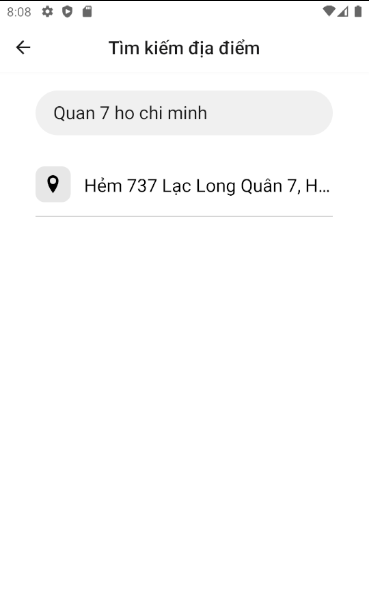 8:08
Tìm kiếm địa điểm
Quan 7 ho chi minh
Hẻm 737 Lạc Long Quân 7, H...